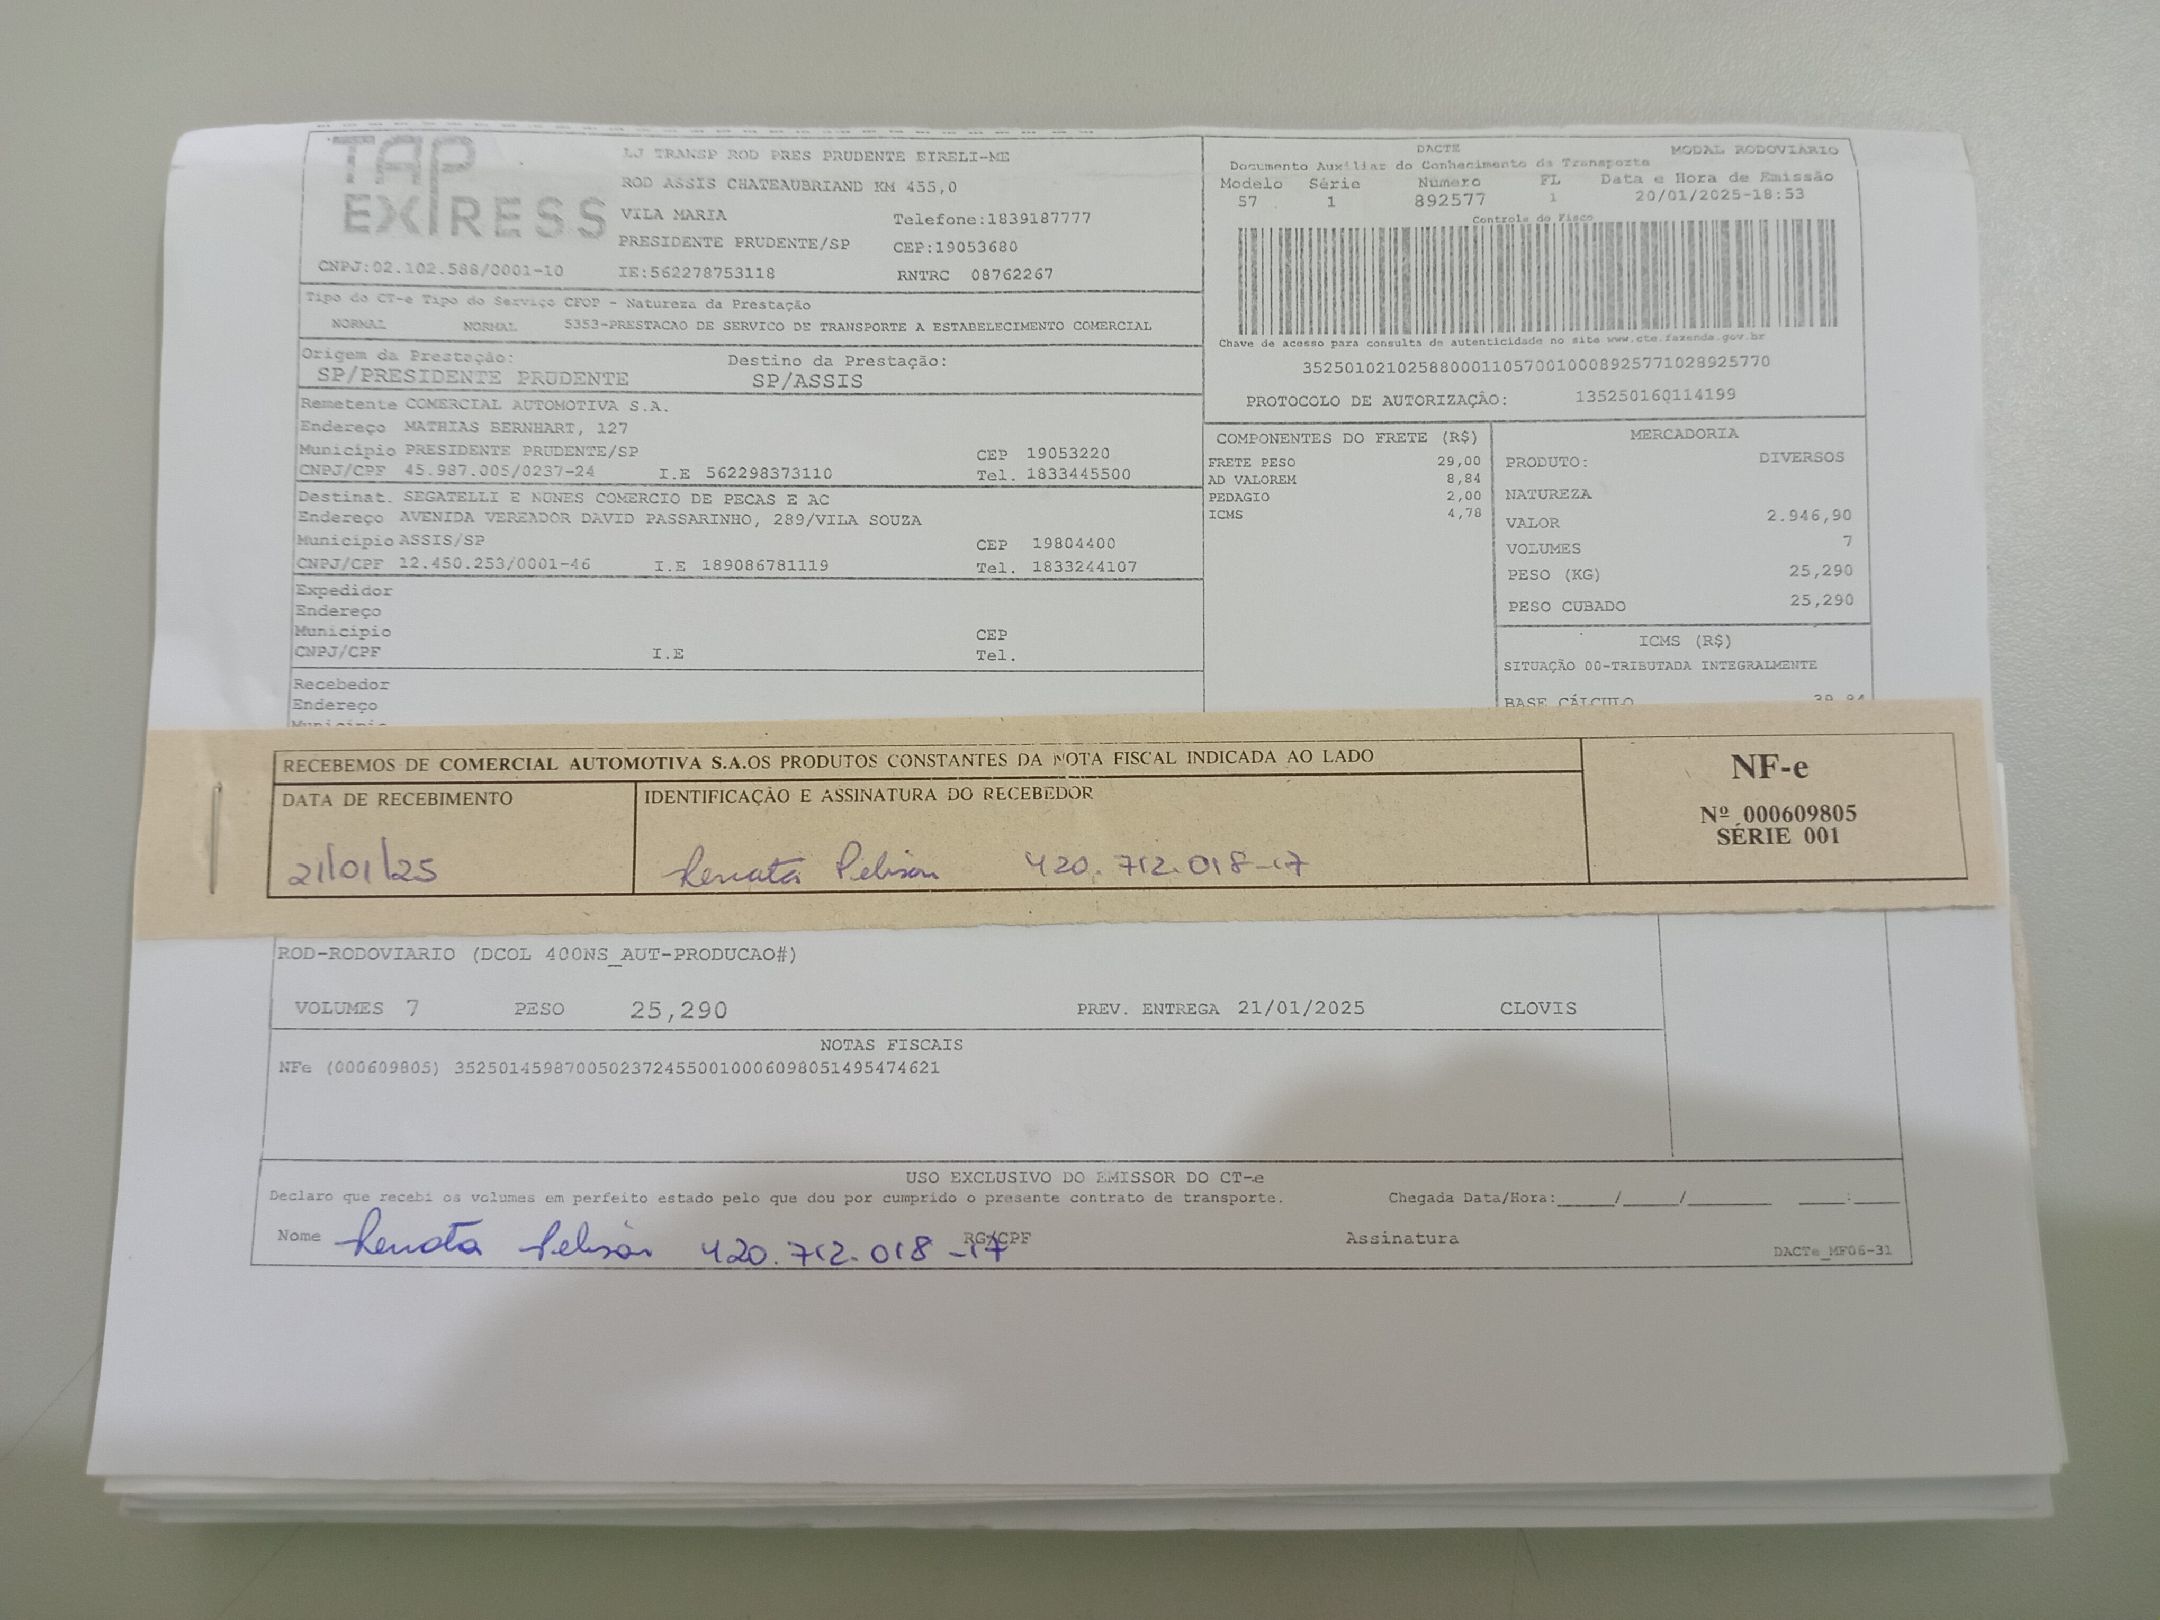 TAP
EXPRESS
LJ TRANSP ROD PRES PRUDENTE EIRELI-ME
ROD ASSIS CHATEAUBRIAND KM 455,0
VILA MARIA Telefone:1839187777
PRESIDENTE PRUDENTE/SP CEP:19053680
CNPJ:02.102.588/0001-10 IE:562278753118 RNTRC 08762267
DACTE MODAL RODOVIARIO
Documento Auxiliar do Conhecimento de Transporte
Modelo Série Número FL Data e Hora de Emissão
57 1 892577 1 20/01/2025-18:53
Controle do Fisco
Tipo do CT-e Tipo do Serviço CFOP - Natureza da Prestação
NORMAL NORMAL 5353-PRESTACAO DE SERVICO DE TRANSPORTE A ESTABELECIMENTO COMERCIAL
Chave de acesso para consulta de autenticidade no site www.cte.fazenda.gov.br
35250102102588000110570010008925771028925770
PROTOCOLO DE AUTORIZAÇÃO: 135250160114199
Origem da Prestação: Destino da Prestação:
SP/PRESIDENTE PRUDENTE SP/ASSIS
Remetente COMERCIAL AUTOMOTIVA S.A.
Endereço MATHIAS BERNHART, 127
Município PRESIDENTE PRUDENTE/SP CEP 19053220
CNPJ/CPF 45.987.005/0237-24 I.E 562298373110 Tel. 1833445500
Destinat. SEGATELLI E NUNES COMERCIO DE PECAS E AC
Endereço AVENIDA VEREADOR DAVID PASSARINHO, 289/VILA SOUZA
Município ASSIS/SP CEP 19804400
CNPJ/CPF 12.450.253/0001-46 I.E 189086781119 Tel. 1833244107
Expedidor
Endereço
Município CEP
CNPJ/CPF I.E Tel.
Recebedor
Endereço
Município
COMPONENTES DO FRETE (R$)
FRETE PESO 29,00
AD VALOREM 8,84
PEDAGIO 2,00
ICMS 4,78
MERCADORIA
PRODUTO: DIVERSOS
NATUREZA
VALOR 2.946,90
VOLUMES 7
PESO (KG) 25,290
PESO CUBADO 25,290
ICMS (R$)
SITUAÇÃO 00-TRIBUTADA INTEGRALMENTE
BASE CÁLCULO 39,84
RECEBEMOS DE COMERCIAL AUTOMOTIVA S.A.OS PRODUTOS CONSTANTES DA NOTA FISCAL INDICADA AO LADO
DATA DE RECEBIMENTO IDENTIFICAÇÃO E ASSINATURA DO RECEBEDOR
21/01/25 Renata Pelison 420.712.018-17
NF-e
Nº 000609805
SÉRIE 001
ROD-RODOVIARIO (DCOL 400NS_AUT-PRODUCAO#)
VOLUMES 7 PESO 25,290 PREV. ENTREGA 21/01/2025 CLOVIS
NOTAS FISCAIS
NFe (000609805) 35250145987005023724550010006098051495474621
USO EXCLUSIVO DO EMISSOR DO CT-e
Declaro que recebi os volumes em perfeito estado pelo que dou por cumprido o presente contrato de transporte. Chegada Data/Hora:_____/_____/_______ ____:____
Nome Renata Pelison 420.712.018-17 RG/CPF Assinatura
DACTe_MF06-31